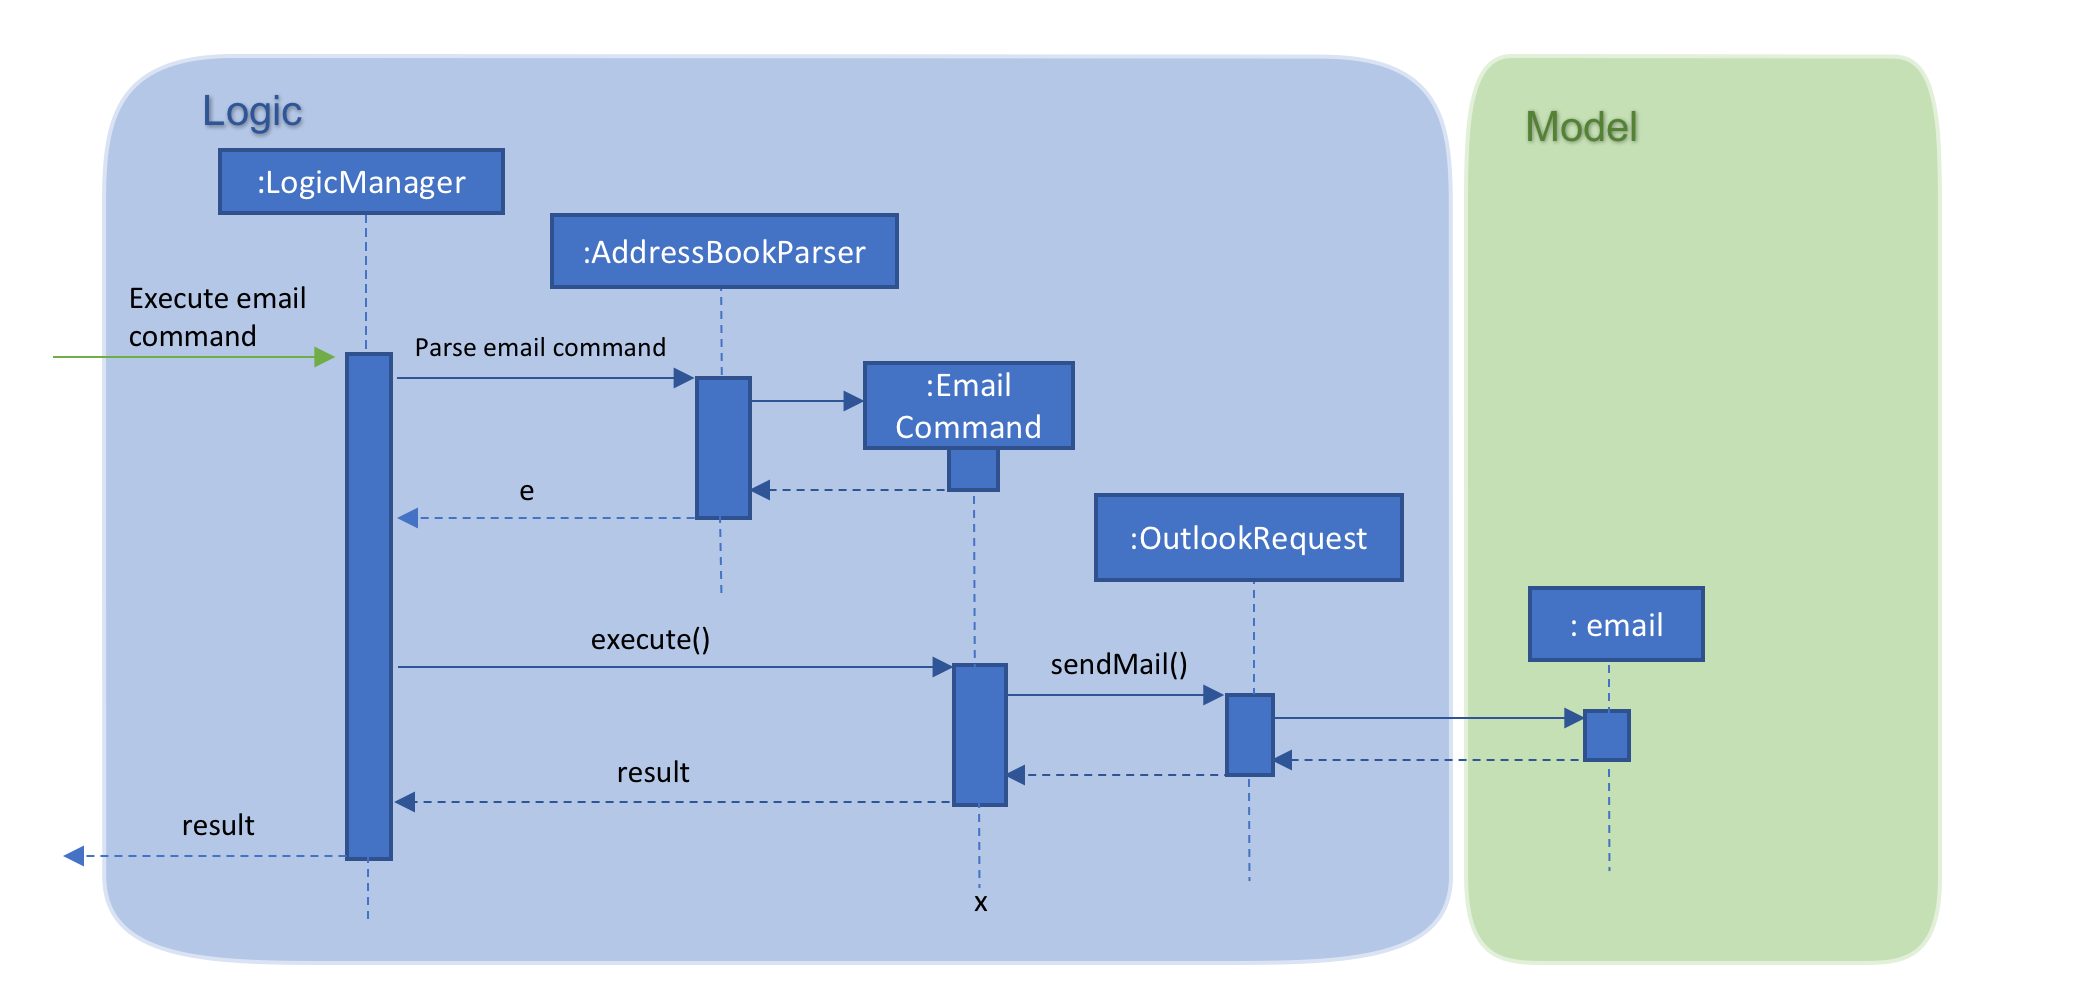 Logic
Model
:LogicManager
:AddressBookParser
Execute email
command
Parse email command
:Email
Command
e
:OutlookRequest
: email
execute()
sendMail()
result
result
x